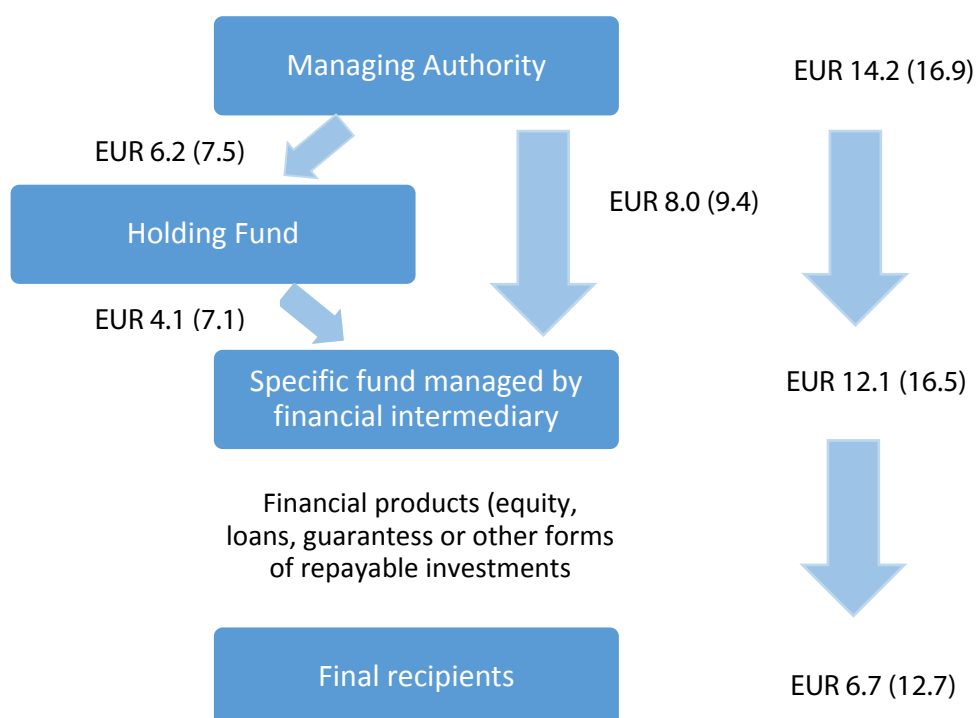 Managing Authority
EUR 14.2 (16.9)
EUR 6.2 (7.5)
EUR 8.0 (9.4)
Holding Fund
EUR 4.1 (7.1)
Specific fund managed by
financial intermediary
EUR 12.1 (16.5)
Financial products (equity,
loans, guarantess or other forms
of repayable investments
Final recipients
EUR 6.7 (12.7)